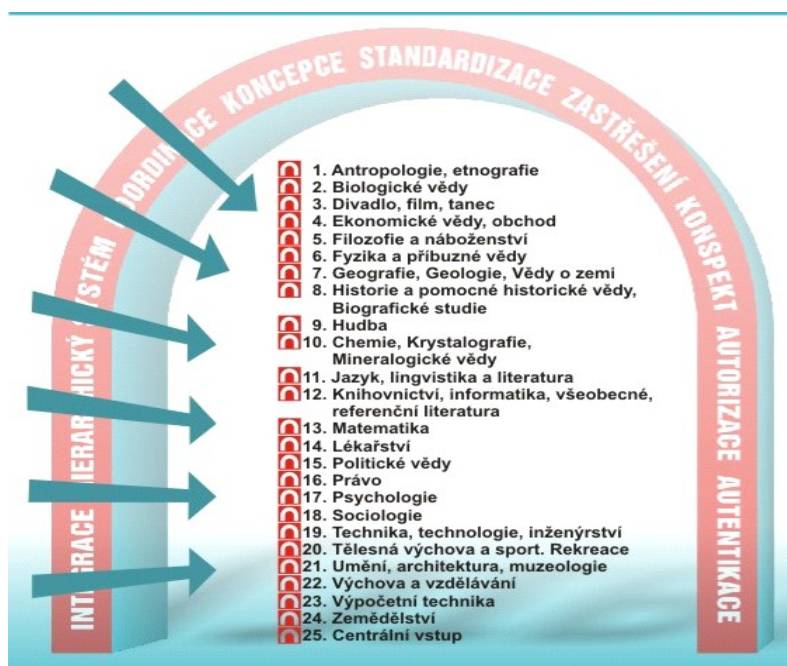 INTEGRACE HIERARCHICKÝ SYSTÉM KOORDINACE KONCEPCE STANDARDIZACE ZASTŘEŠENÍ KONSPEKT AUTORIZACE AUTENTIKACE
1. Antropologie, etnografie
2. Biologické vědy
3. Divadlo, film, tanec
4. Ekonomické vědy, obchod
5. Filozofie a náboženství
6. Fyzika a příbuzné vědy
7. Geografie, Geologie, Vědy o zemi
8. Historie a pomocné historické vědy,
Biografické studie
9. Hudba
10. Chemie, Krystalografie,
Mineralogické vědy
11. Jazyk, lingvistika a literatura
12. Knihovnictví, informatika, všeobecné,
referenční literatura
13. Matematika
14. Lékařství
15. Politické vědy
16. Právo
17. Psychologie
18. Sociologie
19. Technika, technologie, inženýrství
20. Tělesná výchova a sport. Rekreace
21. Umění, architektura, muzeologie
22. Výchova a vzdělávání
23. Výpočetní technika
24. Zemědělství
25. Centrální vstup